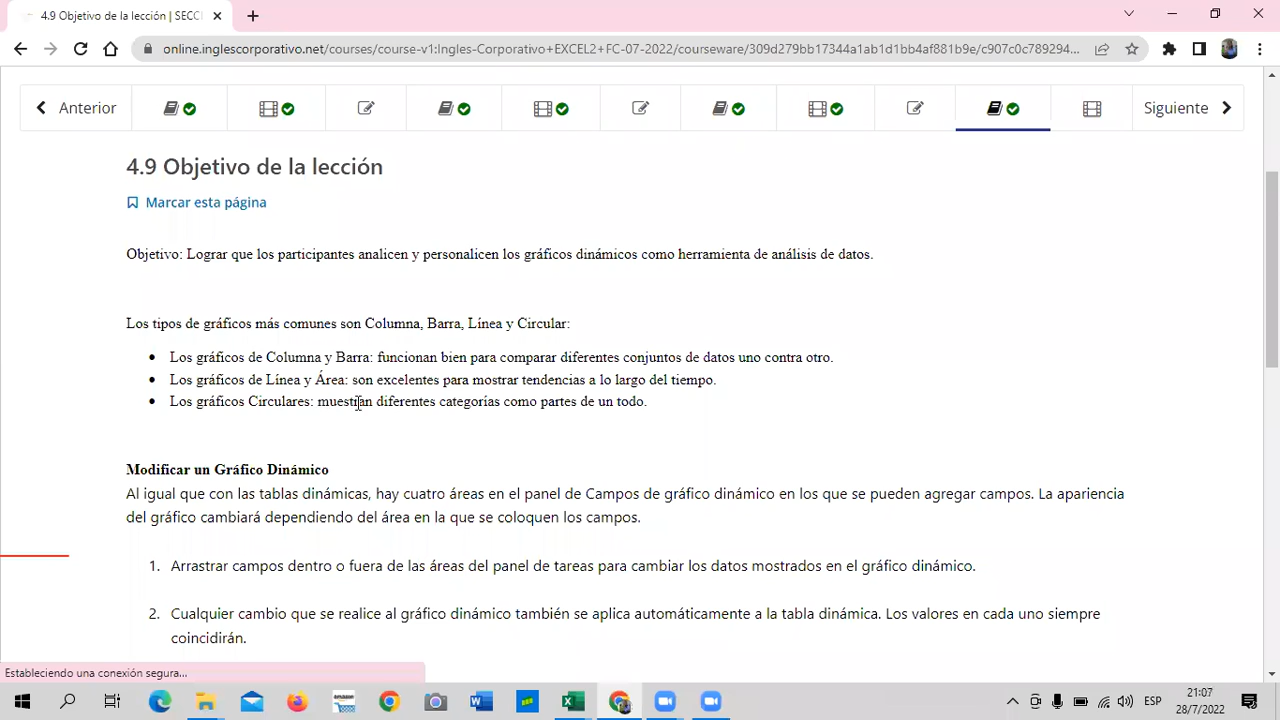 4.9 Objetivo de la lección | SECCI
online.inglescorporativo.net/courses/course-v1:Ingles-Corporativo+EXCEL2+FC-07-2022/courseware/309d279bb17344a1ab1d1bb4af881b9e/c907c0c789294...
Anterior
Siguiente
4.9 Objetivo de la lección
Marcar esta página
Objetivo: Lograr que los participantes analicen y personalicen los gráficos dinámicos como herramienta de análisis de datos.
Los tipos de gráficos más comunes son Columna, Barra, Línea y Circular:
• Los gráficos de Columna y Barra: funcionan bien para comparar diferentes conjuntos de datos uno contra otro.
• Los gráficos de Línea y Área: son excelentes para mostrar tendencias a lo largo del tiempo.
• Los gráficos Circulares: muestran diferentes categorías como partes de un todo.
Modificar un Gráfico Dinámico
Al igual que con las tablas dinámicas, hay cuatro áreas en el panel de Campos de gráfico dinámico en los que se pueden agregar campos. La apariencia
del gráfico cambiará dependiendo del área en la que se coloquen los campos.
1. Arrastrar campos dentro o fuera de las áreas del panel de tareas para cambiar los datos mostrados en el gráfico dinámico.
2. Cualquier cambio que se realice al gráfico dinámico también se aplica automáticamente a la tabla dinámica. Los valores en cada uno siempre
coincidirán.
Estableciendo una conexión segura...
amazon
ESP
21:07
28/7/2022